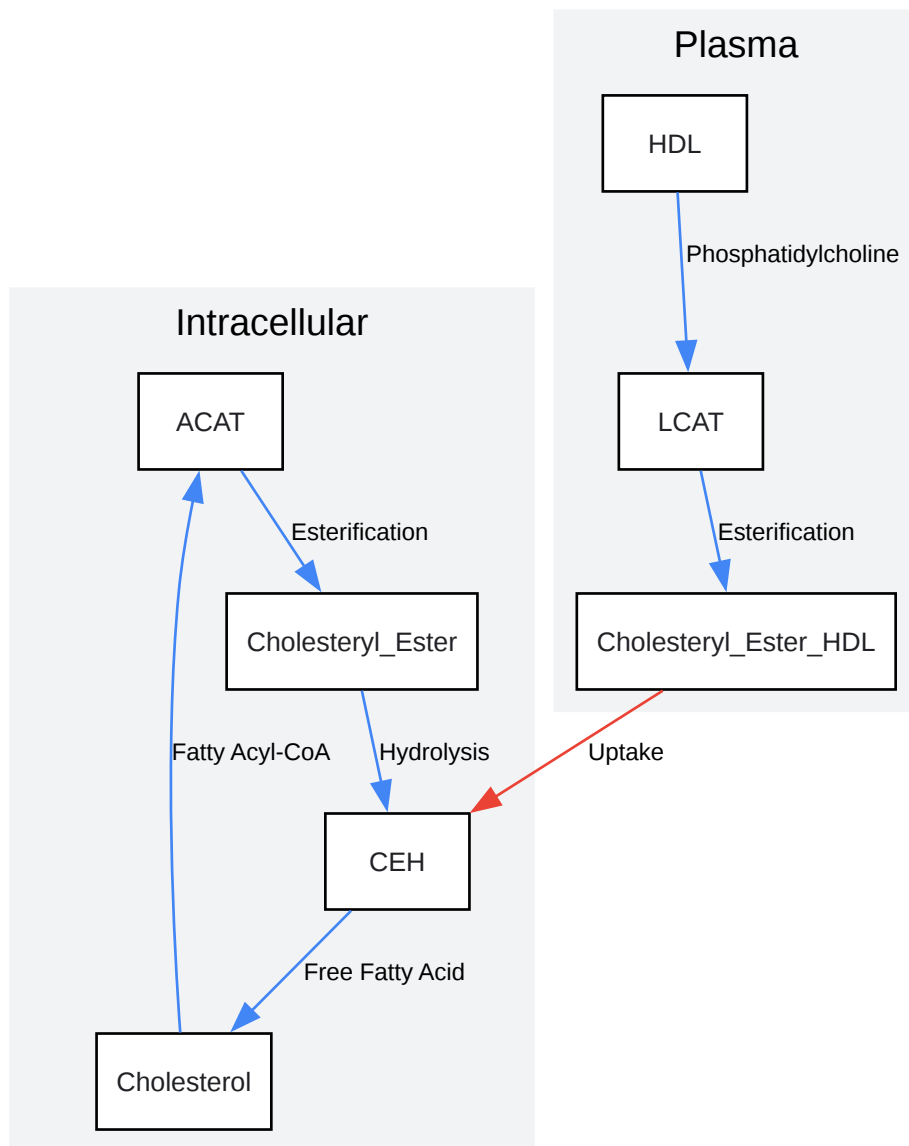 Plasma
HDL
Phosphatidylcholine
Intracellular
ACAT
LCAT
Esterification
Esterification
Cholesteryl_Ester
Cholesteryl_Ester_HDL
Fatty Acyl-CoA
Hydrolysis
Uptake
CEH
Free Fatty Acid
Cholesterol